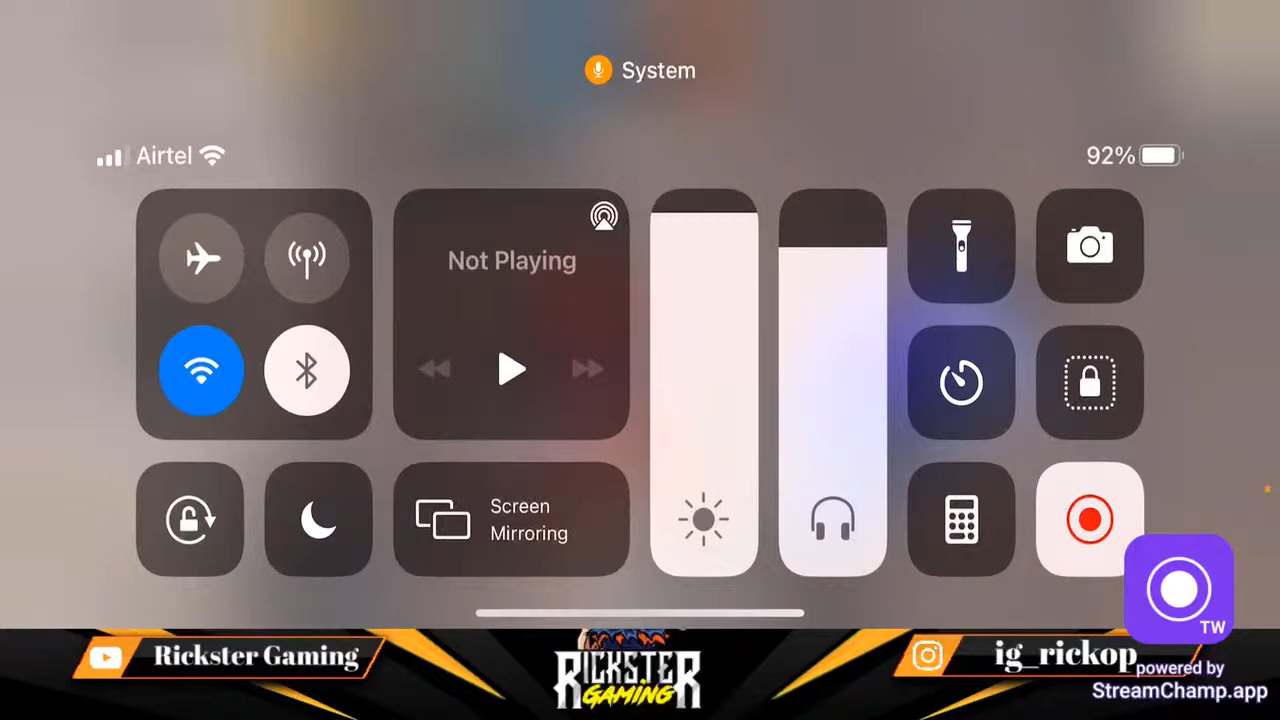 System
Airtel
92%
Not Playing
Screen
Mirroring
TW
Rickster Gaming
RICKSTER
GAMING
ig_rickop
powered by
StreamChamp.app